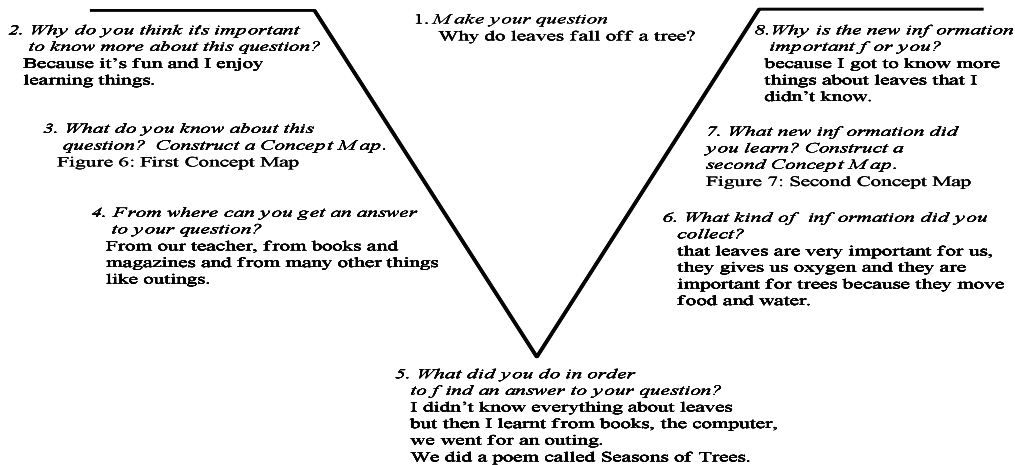 1. Make your question
Why do leaves fall off a tree?
2. Why do you think it's important
to know more about this question?
Because it's fun and I enjoy
learning things.
3. What do you know about this
question? Construct a Concept Map.
Figure 6: First Concept Map
4. From where can you get an answer
to your question?
From our teacher, from books and
magazines and from many other things
like outings.
5. What did you do in order
to find an answer to your question?
I didn't know everything about leaves
but then I learnt from books, the computer,
we went for an outing.
We did a poem called Seasons of Trees.
6. What kind of information did you
collect?
that leaves are very important for us,
they gives us oxygen and they are
important for trees because they move
food and water.
7. What new information did
you learn? Construct a
second Concept Map.
Figure 7: Second Concept Map
8. Why is the new information
important for you?
because I got to know more
things about leaves that I
didn't know.